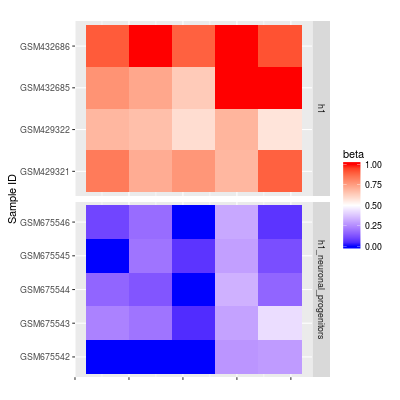 GSM432686
GSM432685
GSM429322
GSM429321
h1
GSM675546
GSM675545
GSM675544
GSM675543
GSM675542
h1_neuronal_progenitors
Sample ID
beta
1.00
0.75
0.50
0.25
0.00